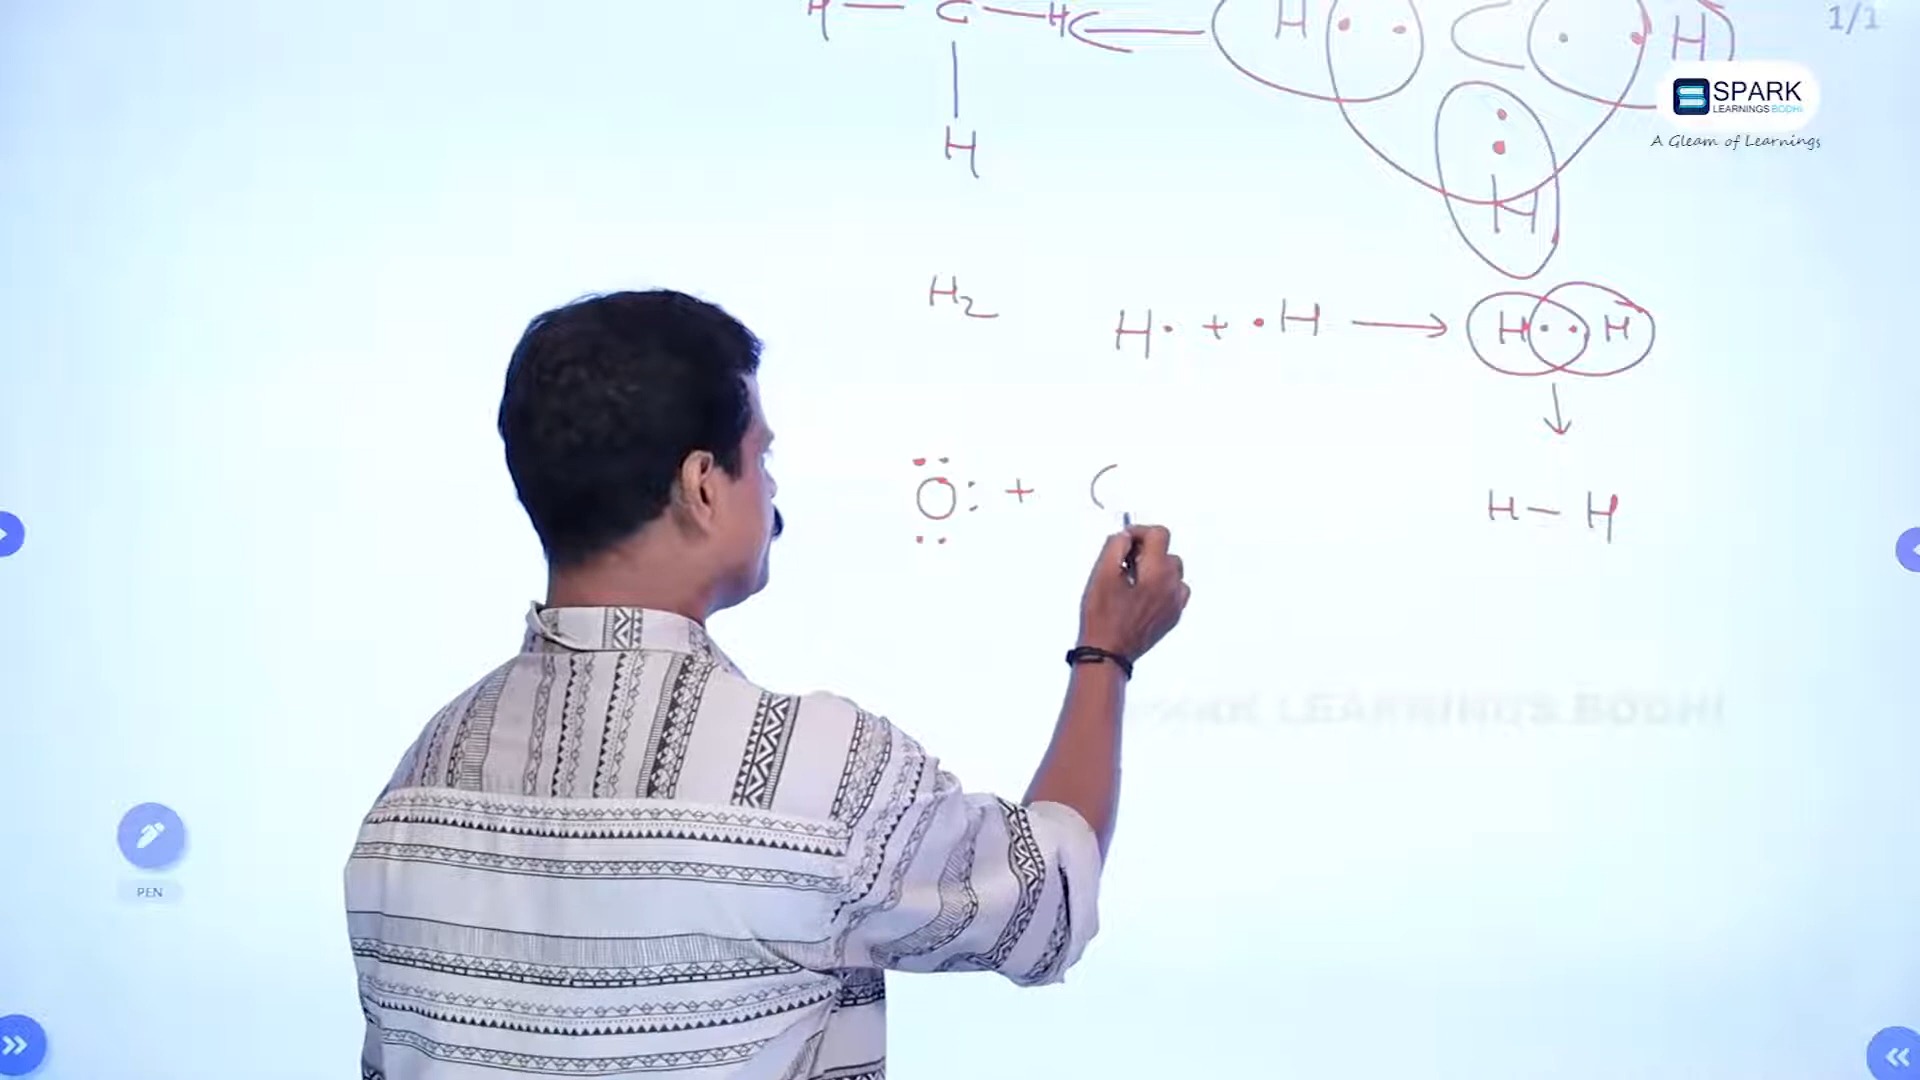 1/1
H — C — H
H C H
SPARK
LEARNINGS BODHI
A Gleam of Learnings
H
H
H₂
H· + ·H → H·· H
O: +
H — H
SPARK LEARNINGS BODHI
PEN